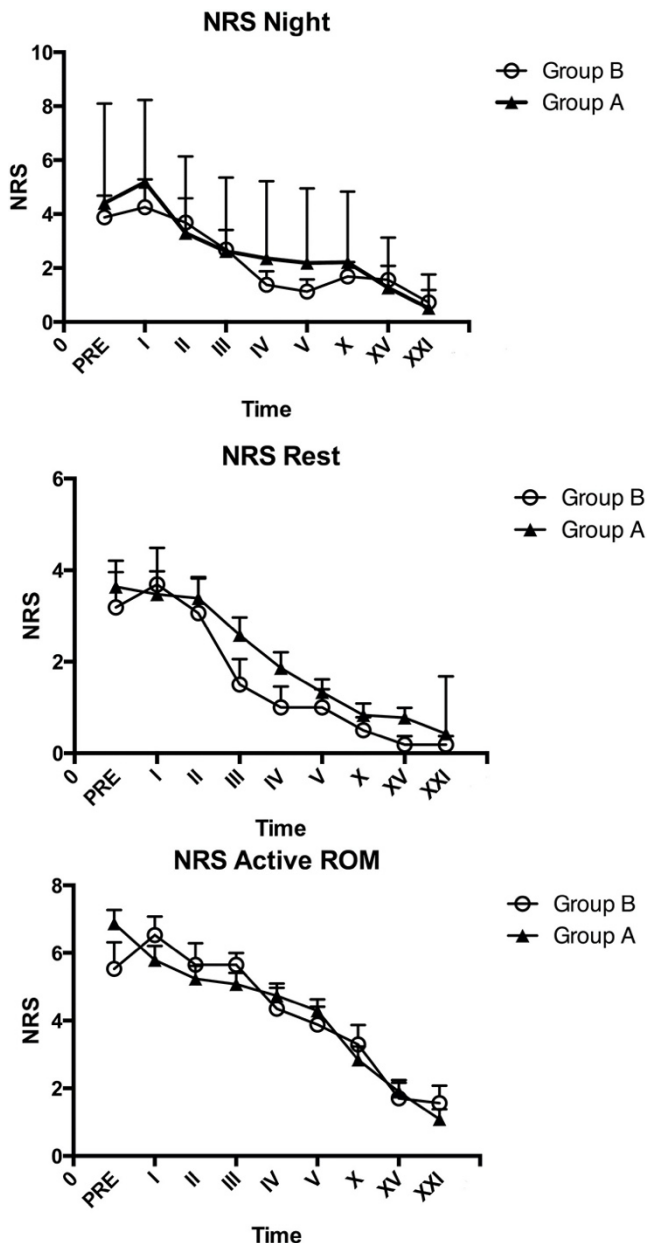 NRS Night
10
8
6
4
2
0
NRS
Group B
Group A
0 PRE I II III IV V X XV XXI
Time
NRS Rest
6
4
2
0
NRS
Group B
Group A
0 PRE I II III IV V X XV XXI
Time
NRS Active ROM
8
6
4
2
0
NRS
Group B
Group A
0 PRE I II III IV V X XV XXI
Time